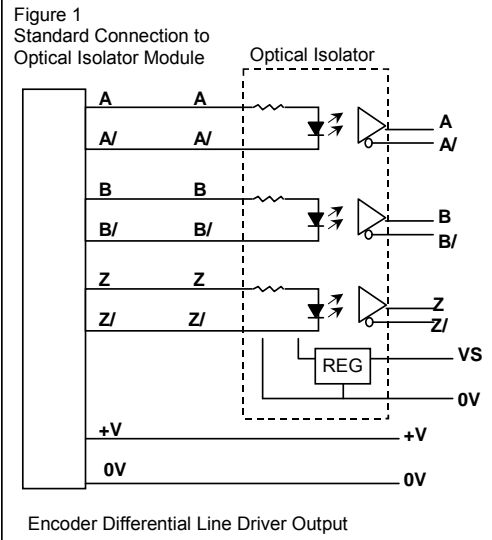 Figure 1
Standard Connection to
Optical Isolator Module
Optical Isolator
A A A
A/ A/ A/
B B B
B/ B/ B/
Z Z Z
Z/ Z/ Z/
REG VS
0V
+V +V
0V 0V
Encoder Differential Line Driver Output